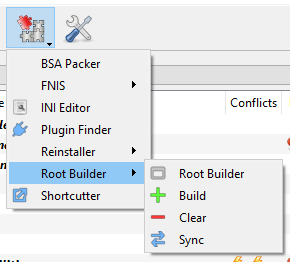 BSA Packer
FNIS
Conflicts
INI Editor
Plugin Finder
Reinstaller
Root Builder
Root Builder
Shortcutter
Build
Clear
Sync